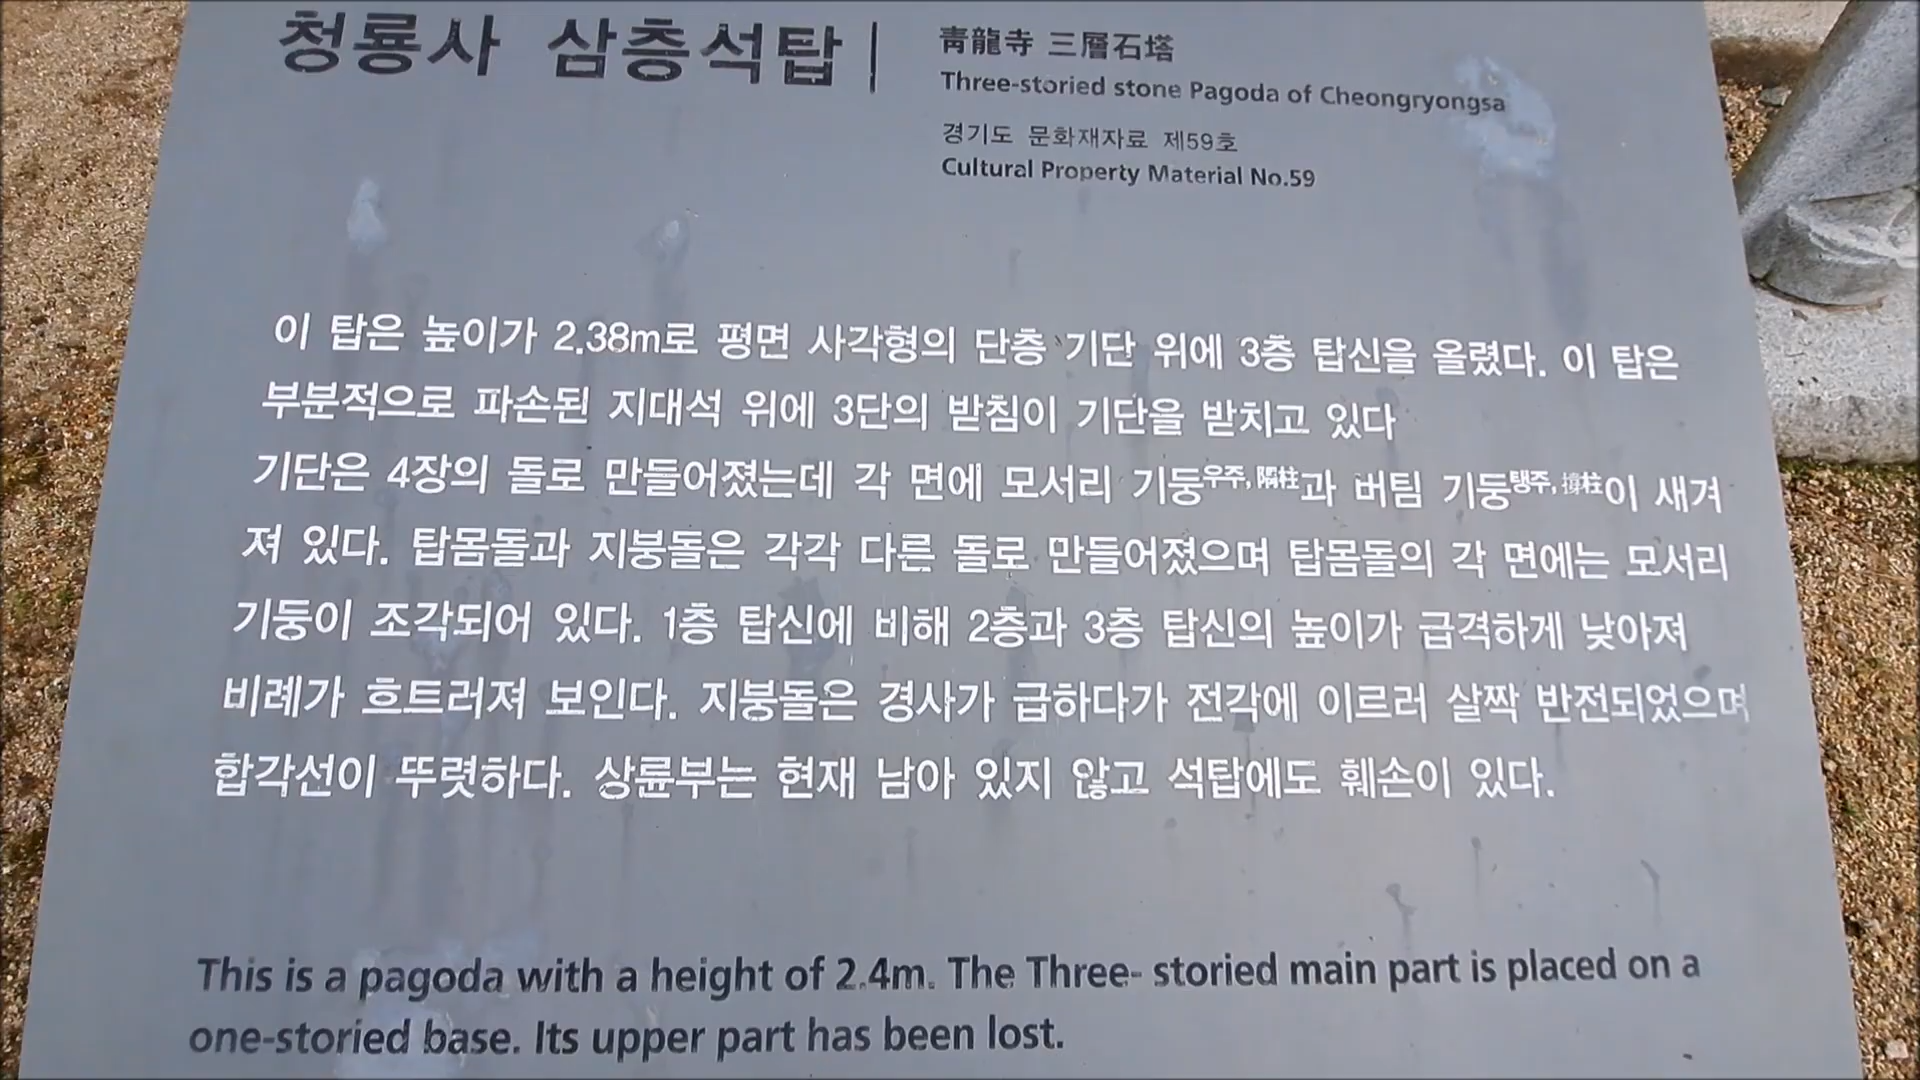 청룡사 삼층석탑
靑龍寺 三層石塔
Three-storied stone Pagoda of Cheongryongsa
경기도 문화재자료 제59호
Cultural Property Material No.59
이 탑은 높이가 2.38m로 평면 사각형의 단층 기단 위에 3층 탑신을 올렸다. 이 탑은
부분적으로 파손된 지대석 위에 3단의 받침이 기단을 받치고 있다
기단은 4장의 돌로 만들어졌는데 각 면에 모서리 기둥우주, 隅柱과 버팀 기둥탱주, 撐柱이 새겨
져 있다. 탑몸돌과 지붕돌은 각각 다른 돌로 만들어졌으며 탑몸돌의 각 면에는 모서리
기둥이 조각되어 있다. 1층 탑신에 비해 2층과 3층 탑신의 높이가 급격하게 낮아져
비례가 흐트러져 보인다. 지붕돌은 경사가 급하다가 전각에 이르러 살짝 반전되었으며
합각선이 뚜렷하다. 상륜부는 현재 남아 있지 않고 석탑에도 훼손이 있다.
This is a pagoda with a height of 2.4m. The Three- storied main part is placed on a
one-storied base. Its upper part has been lost.